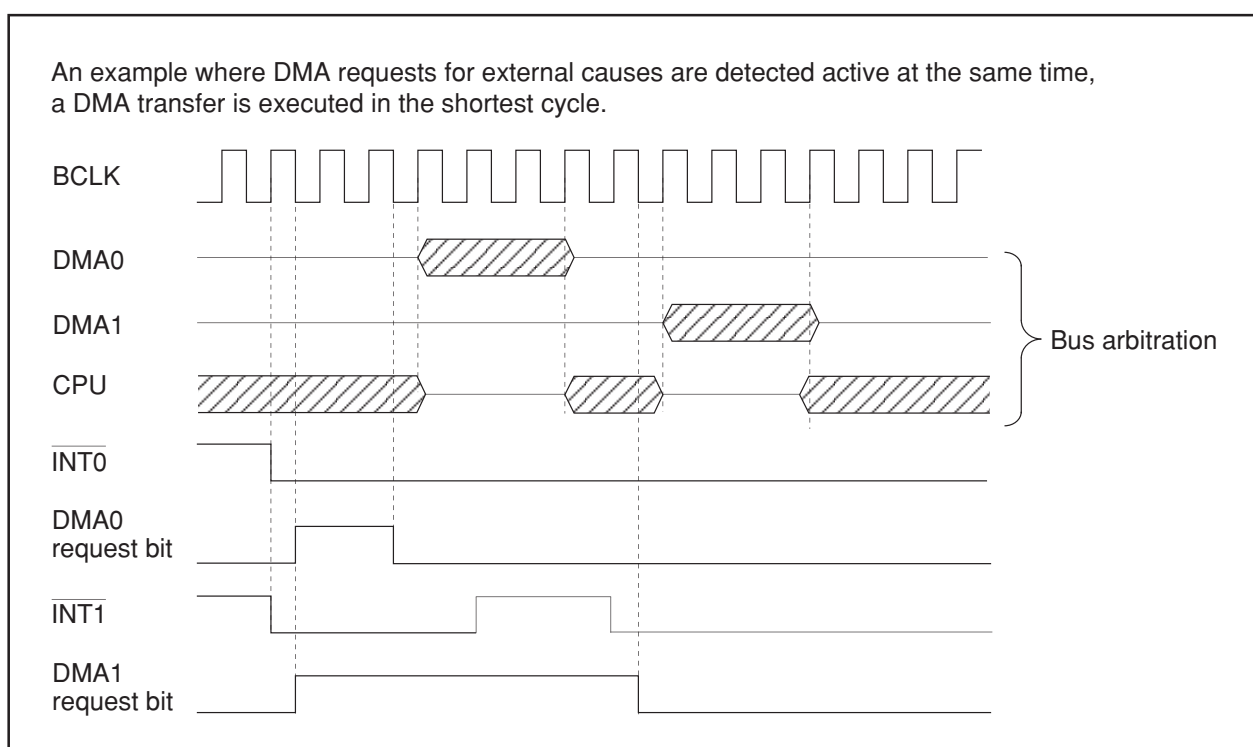 An example where DMA requests for external causes are detected active at the same time,
a DMA transfer is executed in the shortest cycle.
BCLK
DMA0
DMA1
Bus arbitration
CPU
INT0
DMA0
request bit
INT1
DMA1
request bit